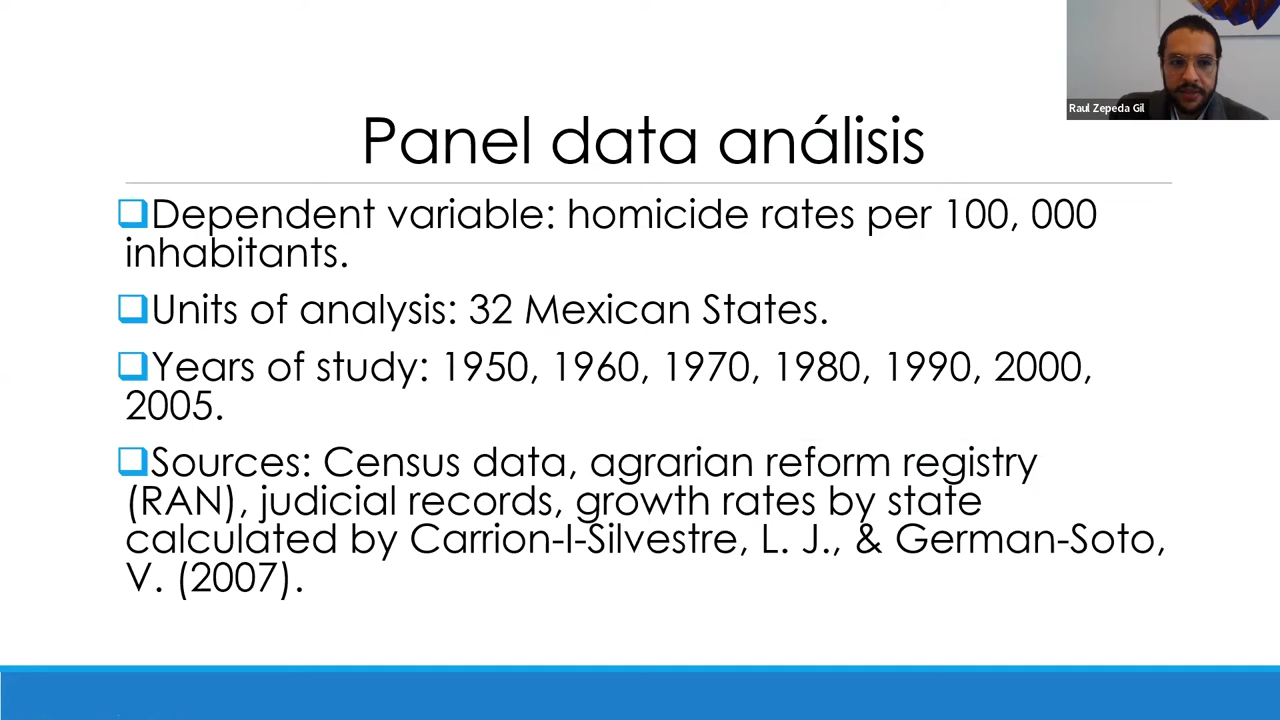 Raul Zepeda Gil
Panel data análisis
Dependent variable: homicide rates per 100, 000
inhabitants.
Units of analysis: 32 Mexican States.
Years of study: 1950, 1960, 1970, 1980, 1990, 2000,
2005.
Sources: Census data, agrarian reform registry
(RAN), judicial records, growth rates by state
calculated by Carrion-I-Silvestre, L. J., & German-Soto,
V. (2007).